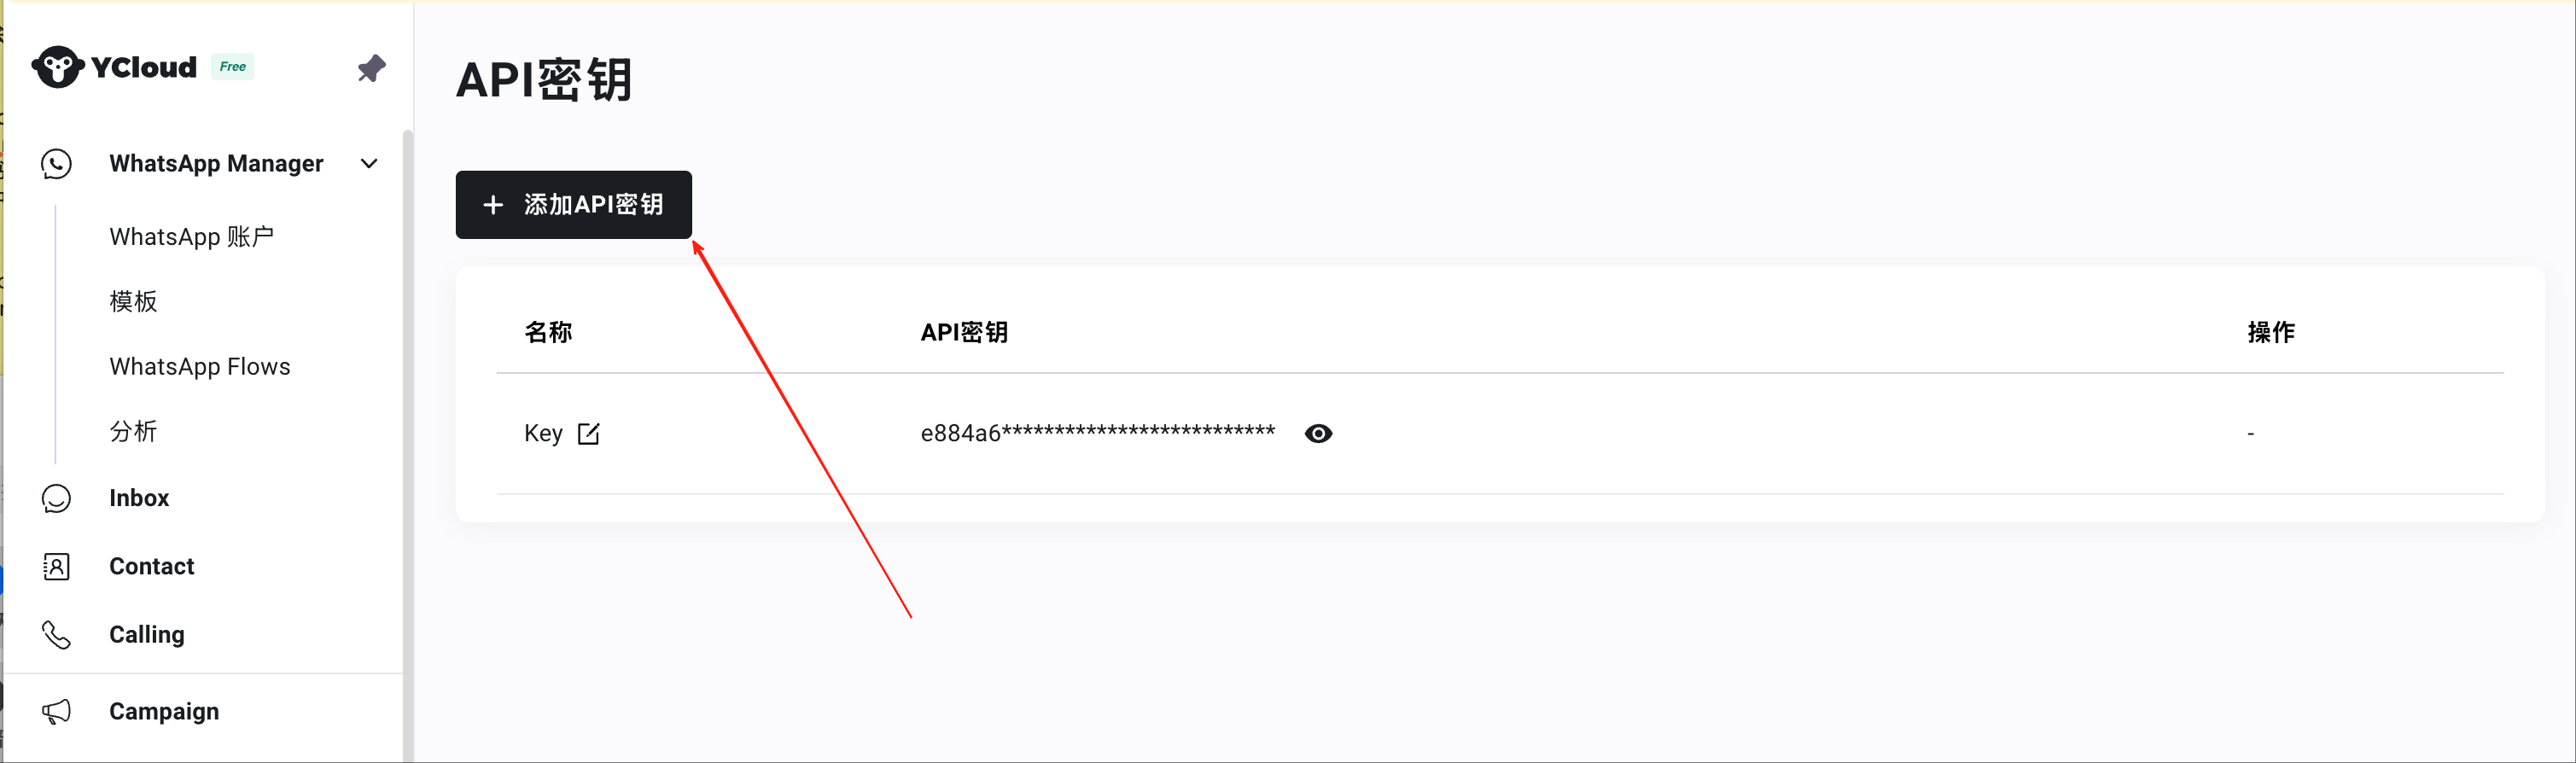 YCloud Free
WhatsApp Manager
WhatsApp 账户
模板
WhatsApp Flows
分析
Inbox
Contact
Calling
Campaign
API密钥
+ 添加API密钥
名称 API密钥 操作
Key e884a6************************** -